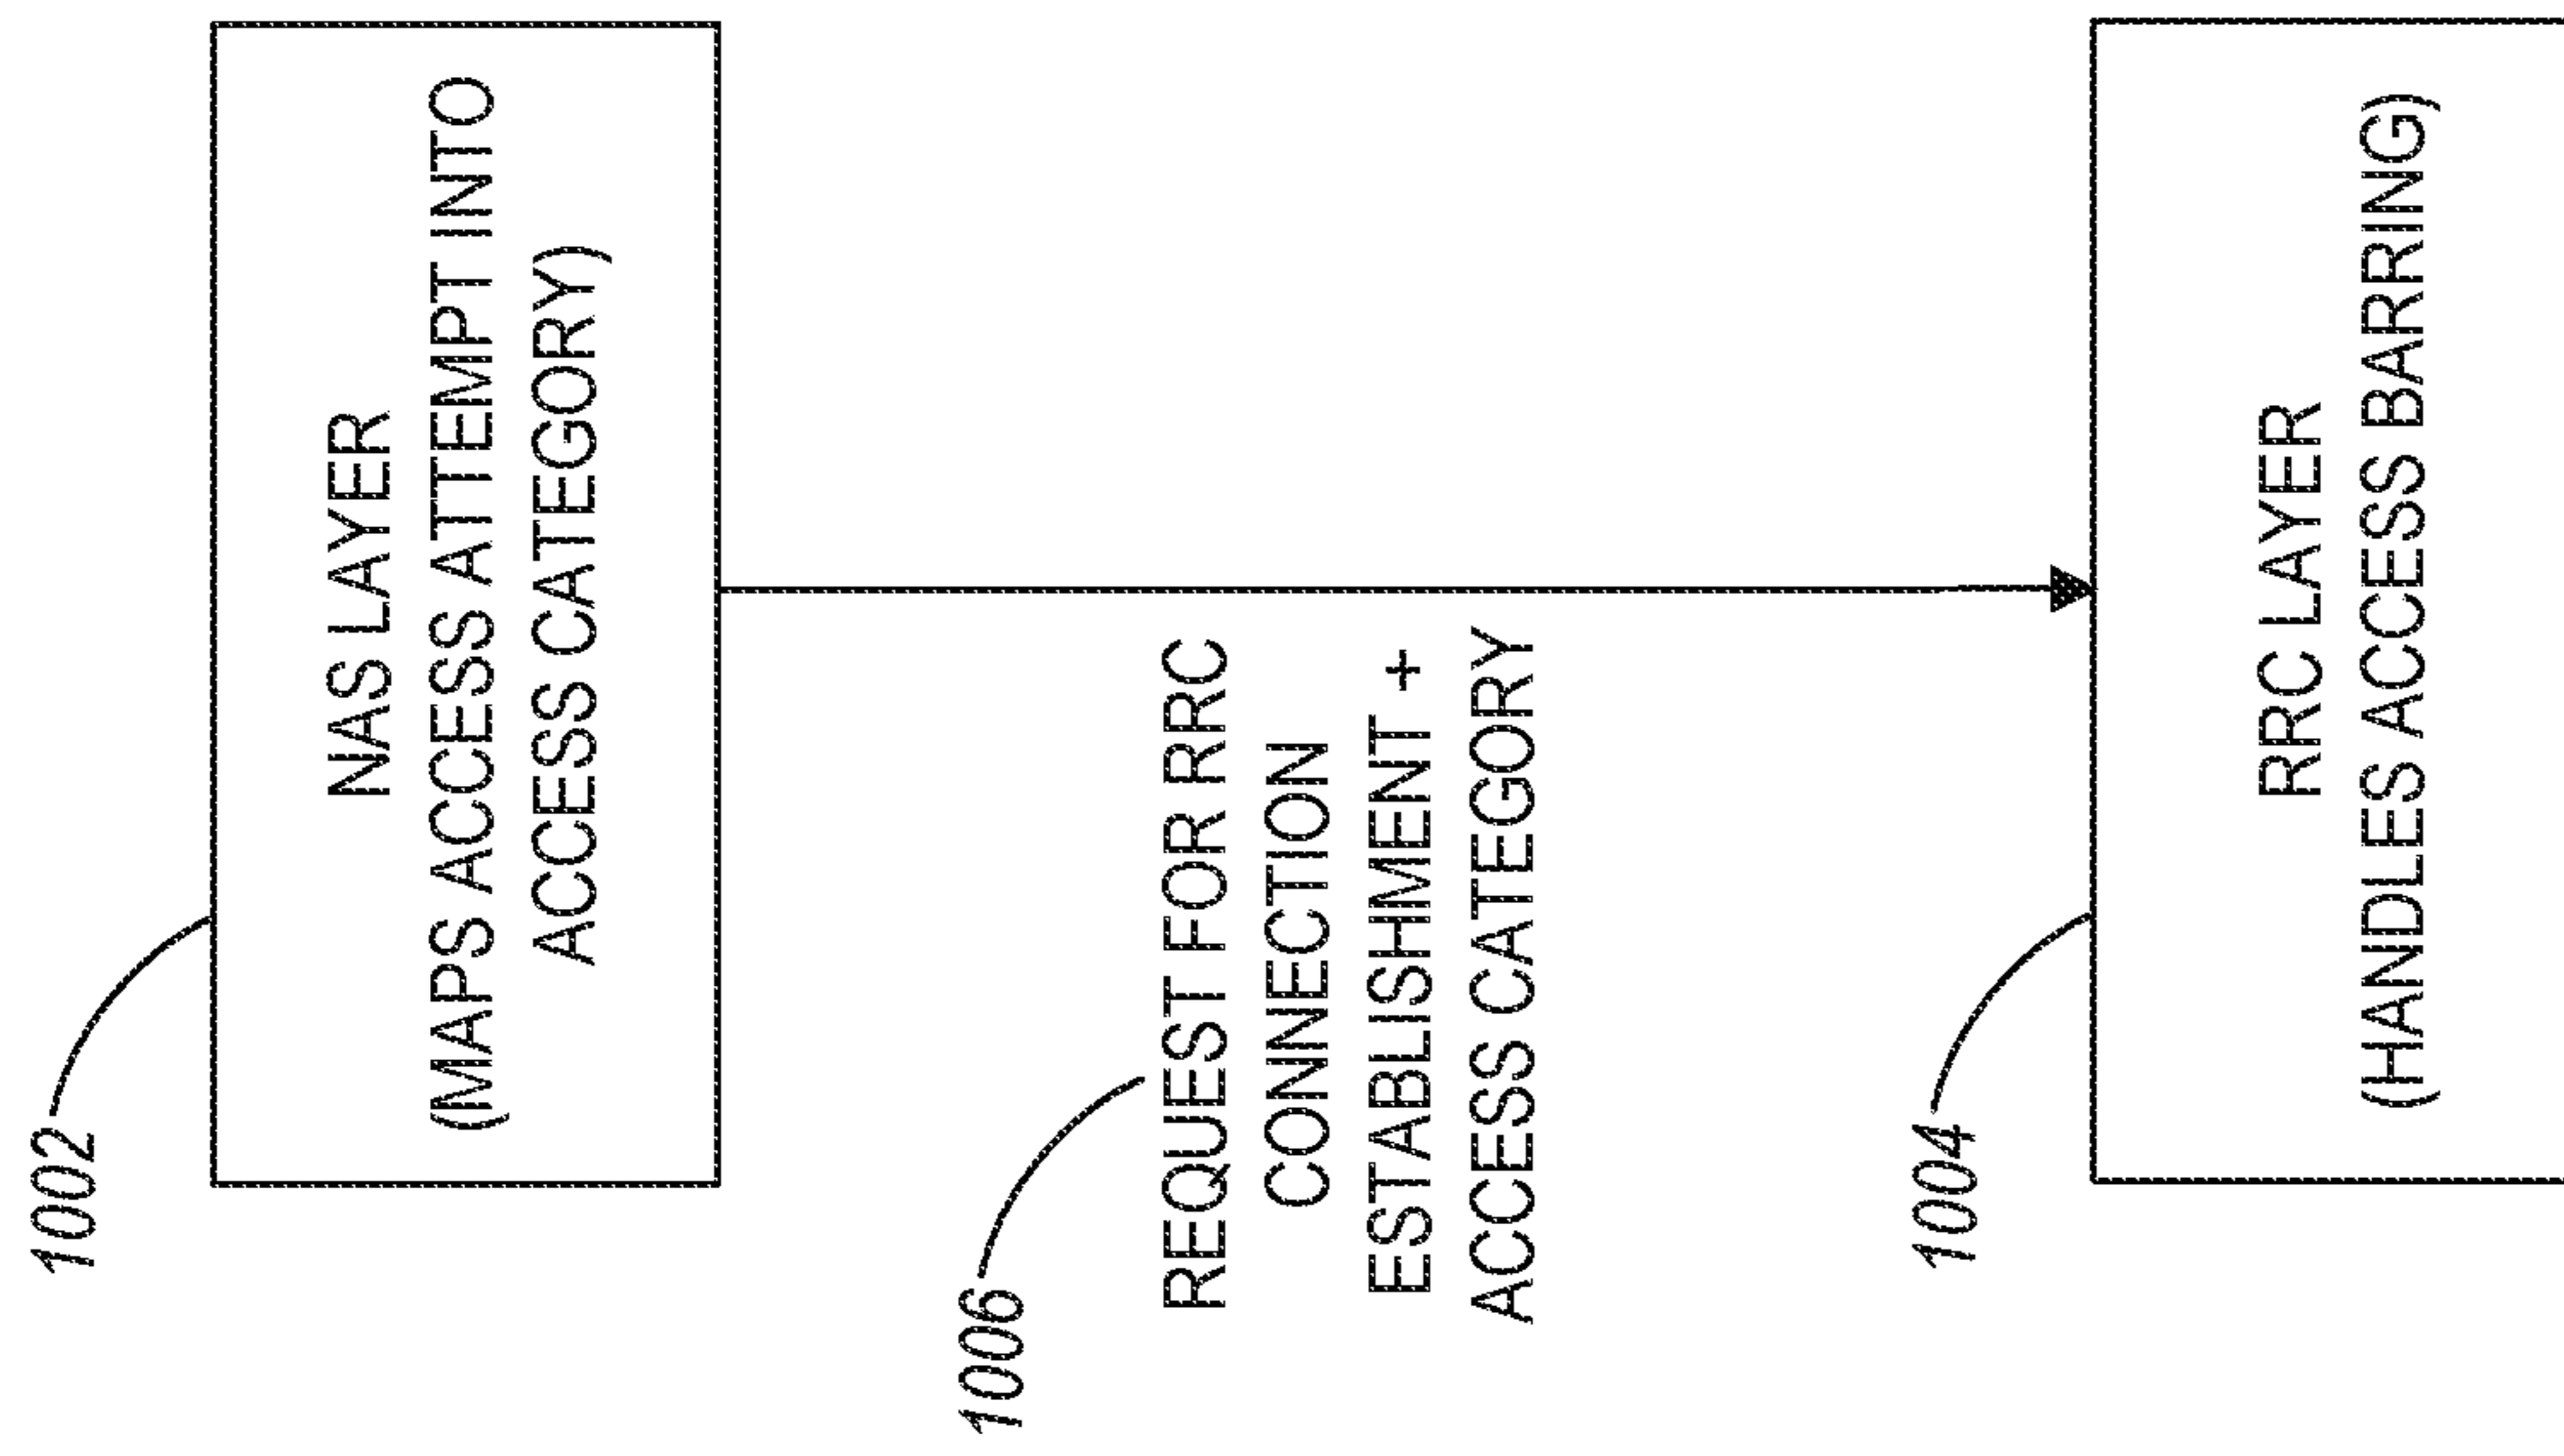 1002
NAS LAYER
(MAPS ACCESS ATTEMPT INTO
ACCESS CATEGORY)
1006
REQUEST FOR RRC
CONNECTION
ESTABLISHMENT +
ACCESS CATEGORY
1004
RRC LAYER
(HANDLES ACCESS BARRING)